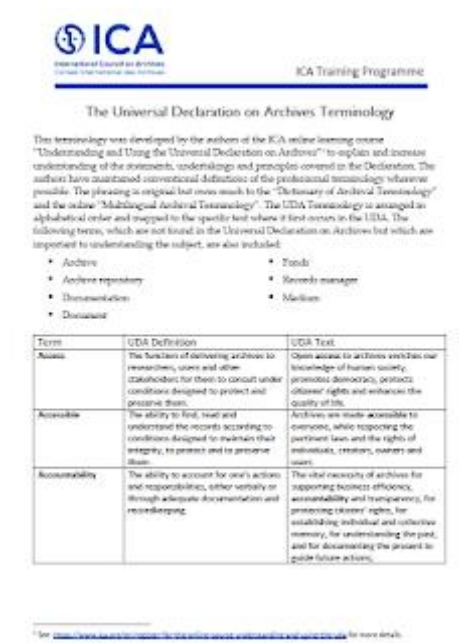 ICA
International Council on Archives
Conseil international des archives
ICA Training Programme
The Universal Declaration on Archives Terminology
This terminology was developed by the authors of the ICA online learning course
"Understanding and Using the Universal Declaration on Archives"¹ to explain and increase
understanding of the statements, undertakings and principles covered in the Declaration. The
authors have maintained conventional definitions of the professional terminology wherever
possible. The phrasing is original but owes much to the "Dictionary of Archival Terminology"
and the online "Multilingual Archival Terminology". The UDA Terminology is arranged in
alphabetical order and mapped to the specific text where it first occurs in the UDA. The
following terms, which are not found in the Universal Declaration on Archives but which are
important to understanding the subject, are also included:
• Archive
• Archive repository
• Documentation
• Document
• Fonds
• Records manager
• Medium
Term UDA Definition UDA Text
Access
The function of delivering archives to
researchers, users and other
stakeholders for them to consult under
conditions designed to protect and
preserve them.
Open access to archives enriches our
knowledge of human society,
promotes democracy, protects
citizens' rights and enhances the
quality of life.
Accessible
The ability to find, read and
understand the records according to
conditions designed to maintain their
integrity, to protect and to preserve
them.
Archives are made accessible to
everyone, while respecting the
pertinent laws and the rights of
individuals, creators, owners and
users.
Accountability
The ability to account for one's actions
and responsibilities, either verbally or
through adequate documentation and
recordkeeping.
The vital necessity of archives for
supporting business efficiency,
accountability and transparency, for
protecting citizens' rights, for
establishing individual and collective
memory, for understanding the past,
and for documenting the present to
guide future actions.
¹ See for more details.